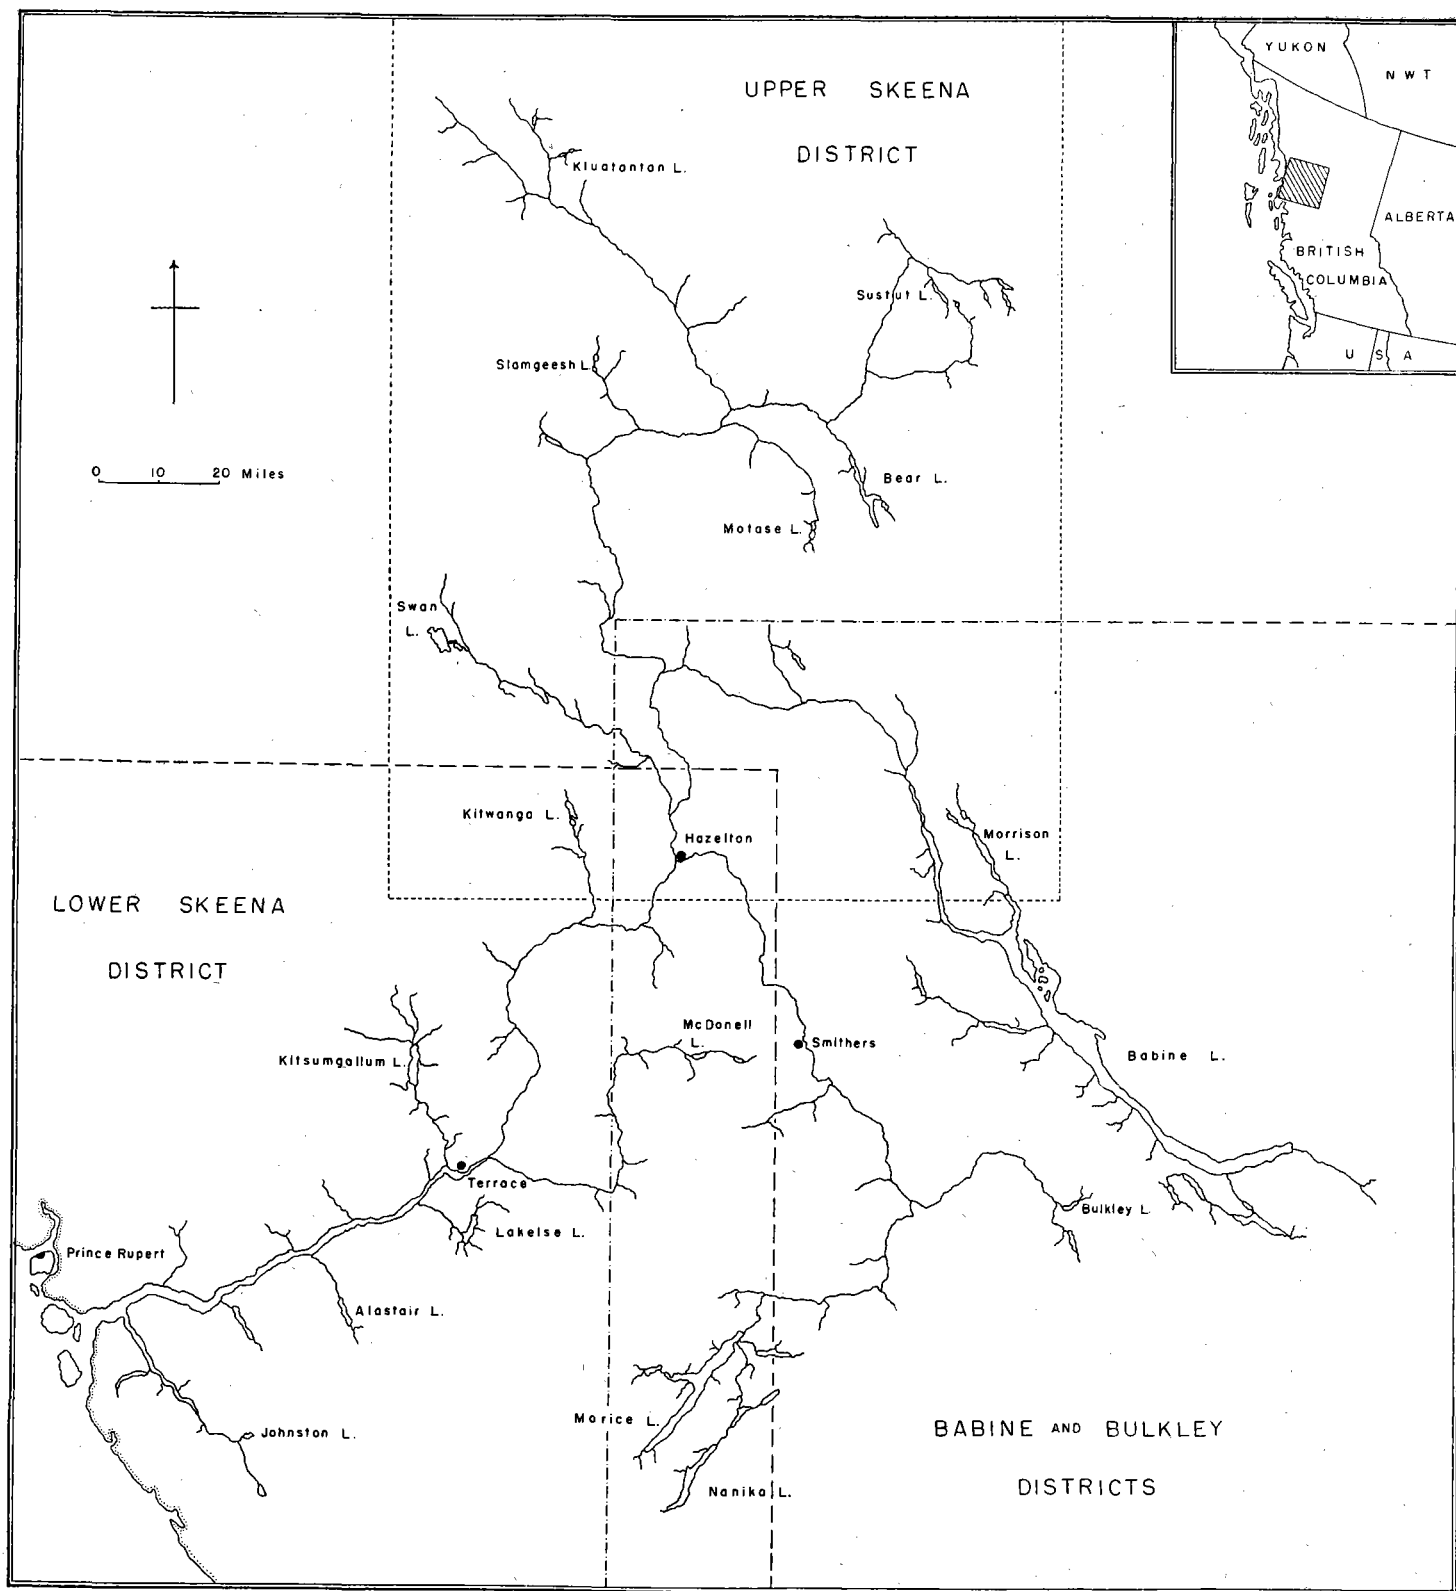 UPPER SKEENA
DISTRICT
YUKON
N W T
ALBERTA
BRITISH
COLUMBIA
U S A
Kluatantan L.
Sustut L.
Slamgeesh L.
Bear L.
Motase L.
0 10 20 Miles
Swan
L.
Kitwanga L.
Hazelton
Morrison
L.
LOWER SKEENA
DISTRICT
McDonell
L.
Smithers
Kitsumgallum L.
Babine L.
Terrace
Lakelse L.
Bulkley L.
Prince Rupert
Alastair L.
Morice L.
Johnston L.
Nanika L.
BABINE AND BULKLEY
DISTRICTS